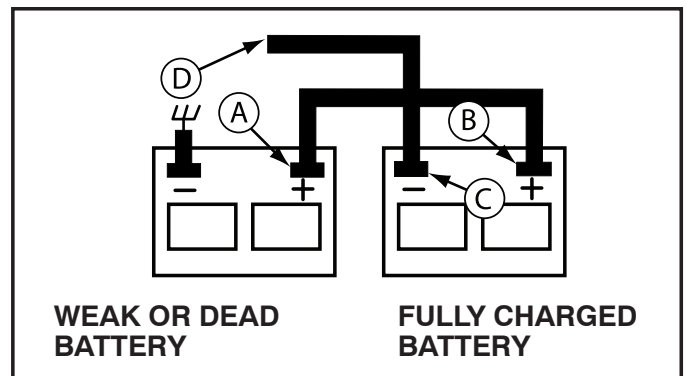 D
A
B
C
− +
− +
WEAK OR DEAD
BATTERY
FULLY CHARGED
BATTERY